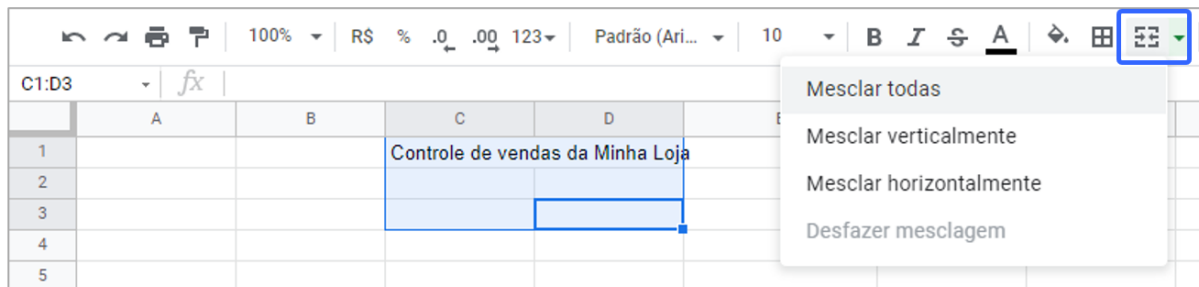 100% R$ % .0 .00 123 Padrão (Ari... 10 B I S A
C1:D3 fx
A B C D E
1 Controle de vendas da Minha Loja
2
3
4
5
Mesclar todas
Mesclar verticalmente
Mesclar horizontalmente
Desfazer mesclagem